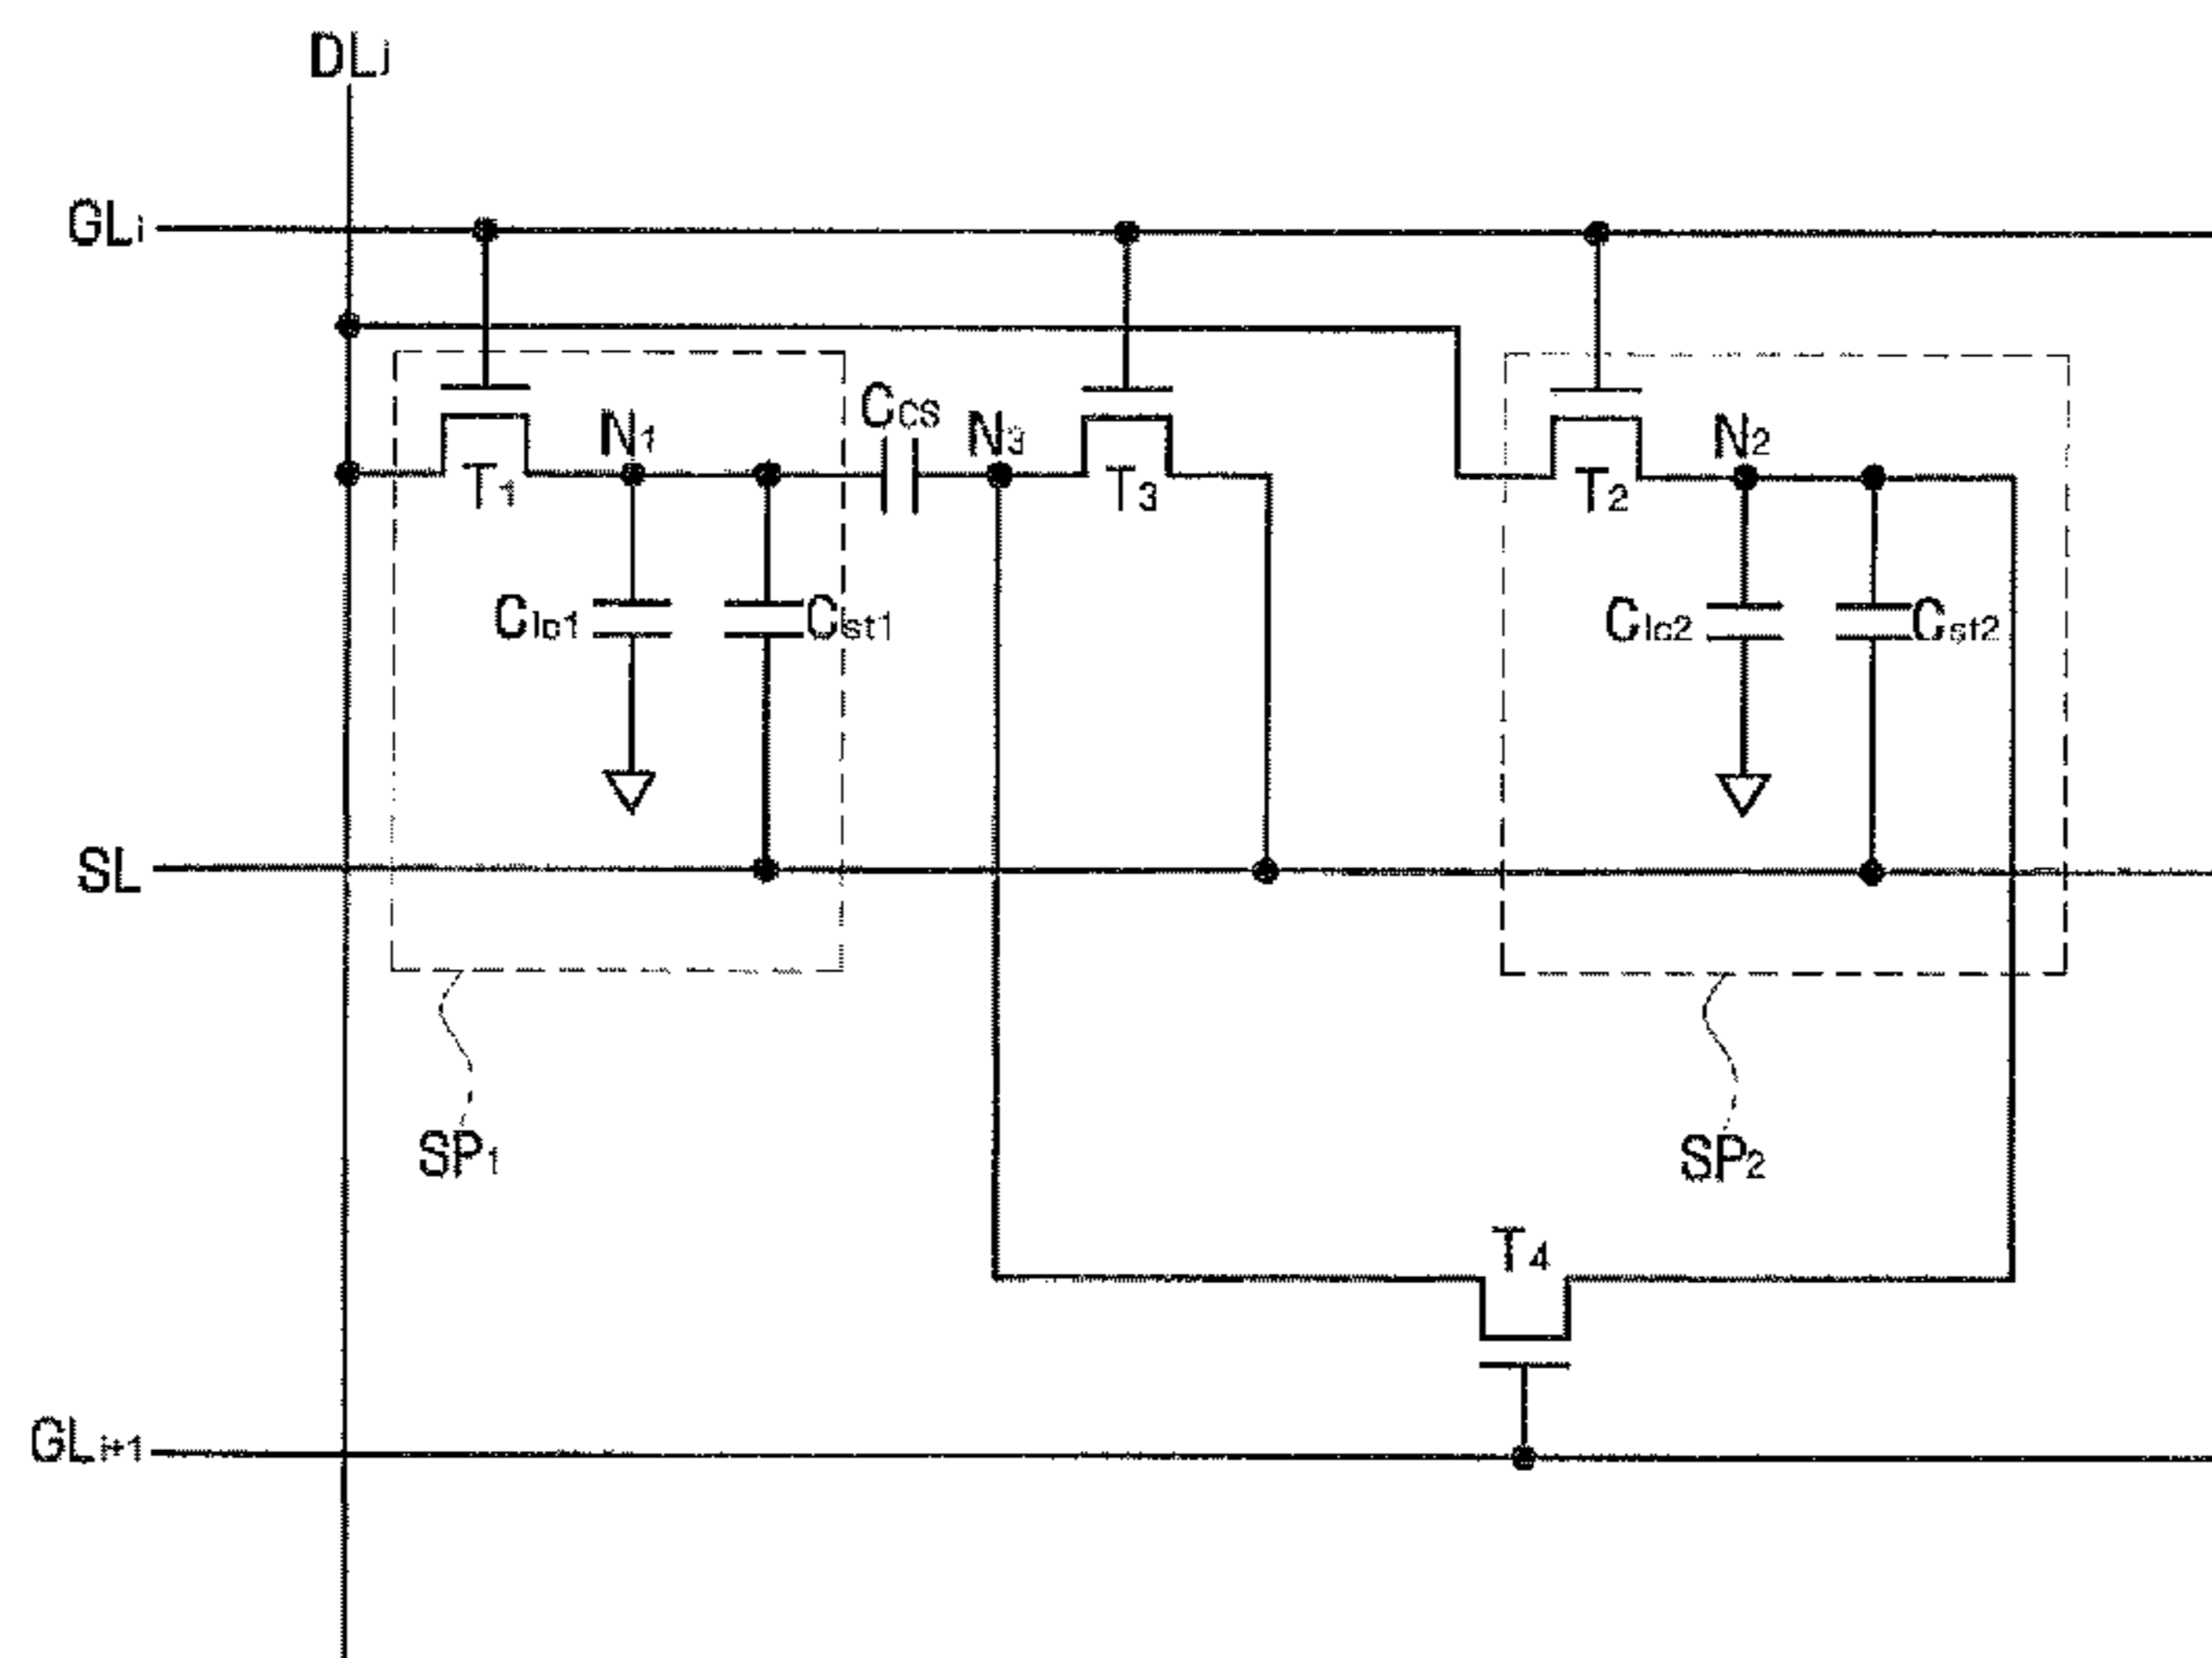 DLj
GLi
CCS
N1
N3
N2
T1
T3
T2
Clc1
Cst1
Clc2
Cst2
SL
SP1
SP2
T4
GLi+1